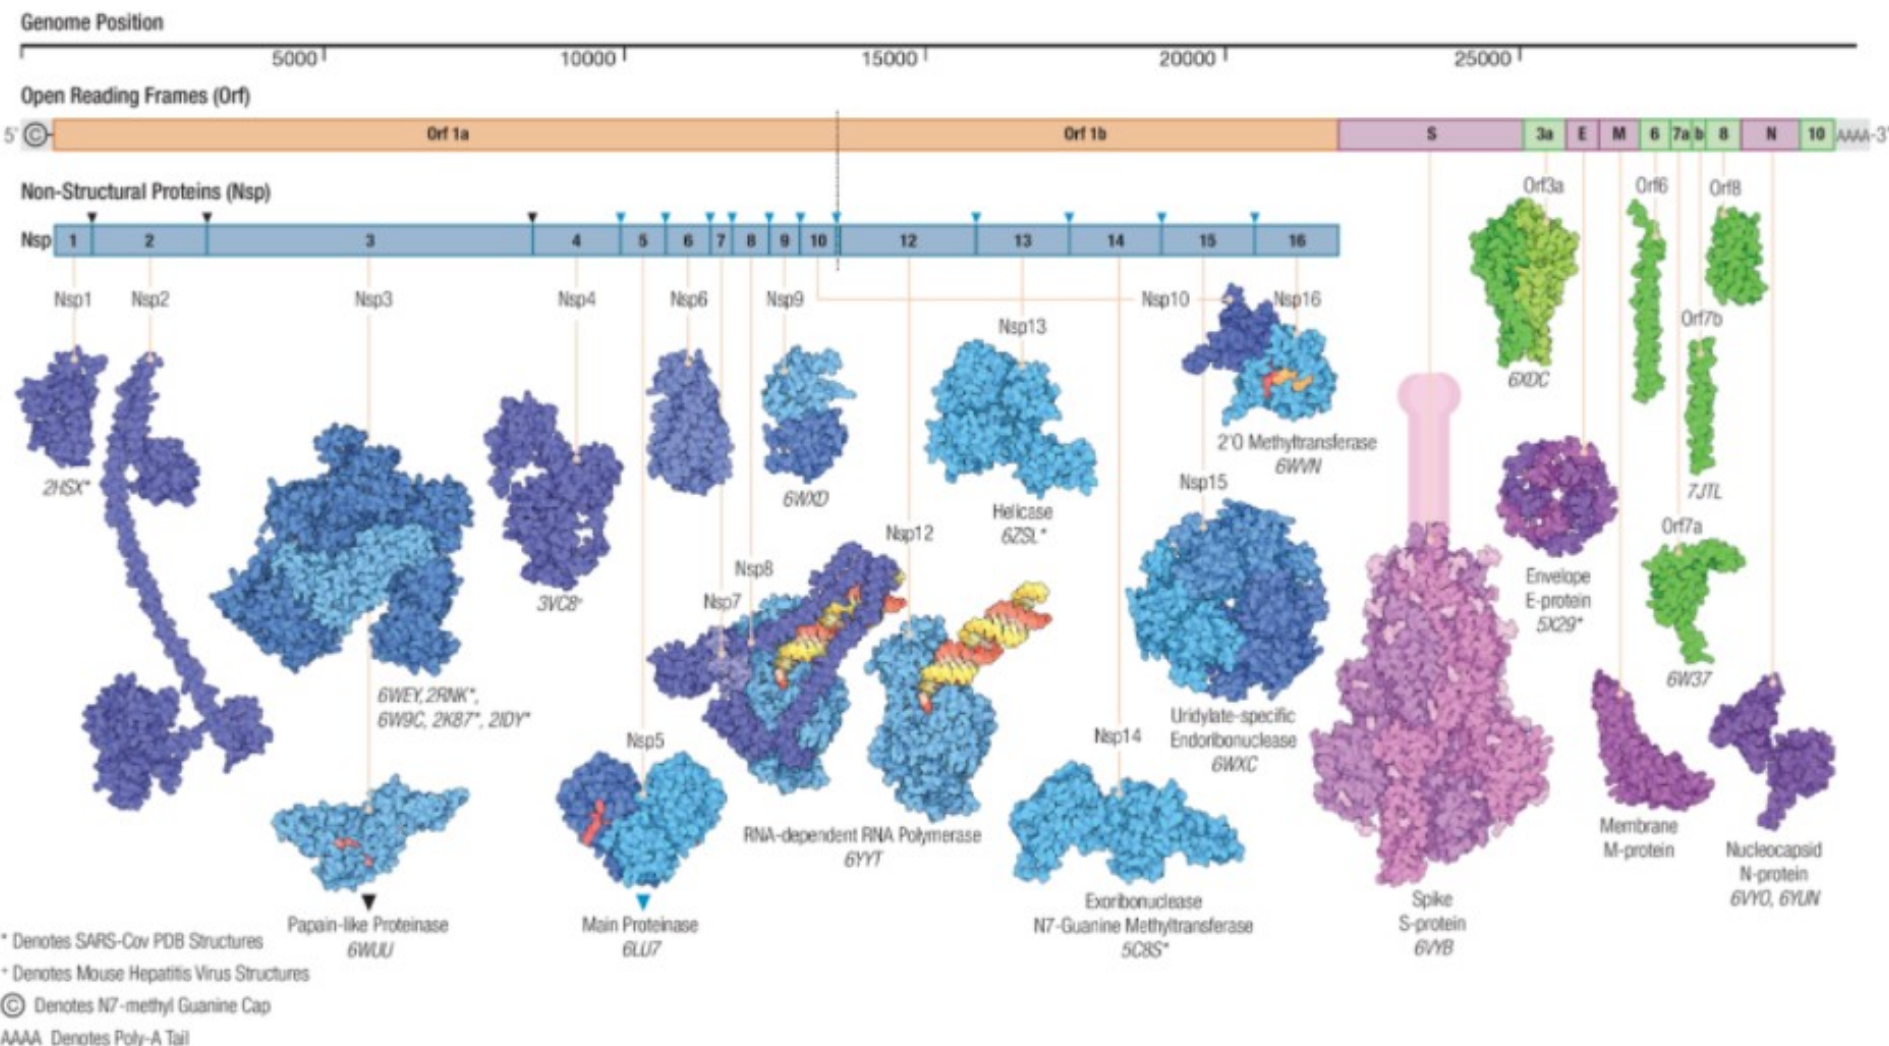 Genome Position
5000 10000 15000 20000 25000
Open Reading Frames (Orf)
5' © Orf 1a Orf 1b S 3a E M 6 7a b 8 N 10 AAAA-3'
Non-Structural Proteins (Nsp)
Nsp 1 2 3 4 5 6 7 8 9 10 12 13 14 15 16
Orf3a Orf6 Orf8
Nsp1 Nsp2 Nsp3 Nsp4 Nsp6 Nsp9 Nsp10 Nsp16
Nsp13
Orf7b
6XDC
2'O Methyltransferase
6WVN
2HSX*
6WXD
Nsp15
7JTL
Helicase
6ZSL*
Nsp12
Orf7a
Nsp8
Envelope
E-protein
5X29*
3VC8+
Nsp7
6W37
6WEY, 2RNK*,
6W9C, 2K87*, 2IDY*
Uridylate-specific
Endoribonuclease
6WXC
Nsp5
Nsp14
RNA-dependent RNA Polymerase
6YYT
Membrane
M-protein
Nucleocapsid
N-protein
6VYO, 6YUN
Papain-like Proteinase
6WUU
Main Proteinase
6LU7
Exoribonuclease
N7-Guanine Methyltransferase
5C8S*
Spike
S-protein
6VYB
* Denotes SARS-Cov PDB Structures
+ Denotes Mouse Hepatitis Virus Structures
© Denotes N7-methyl Guanine Cap
AAAA Denotes Poly-A Tail